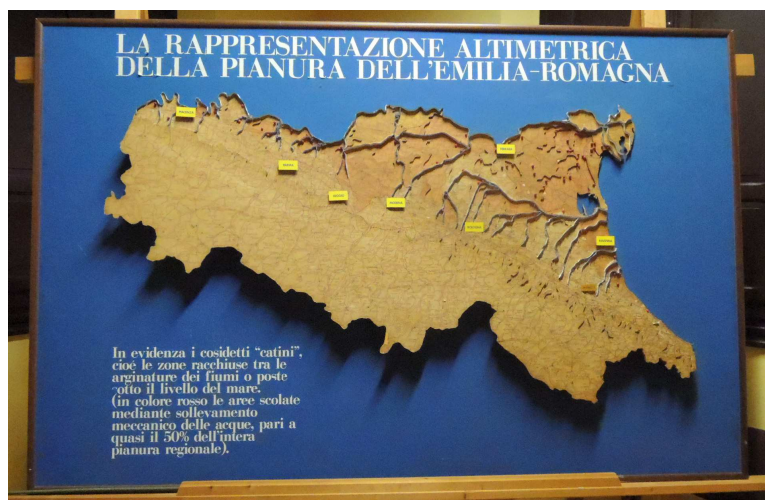 LA RAPPRESENTAZIONE ALTIMETRICA
DELLA PIANURA DELL'EMILIA-ROMAGNA
In evidenza i cosidetti "catini",
cioé le zone racchiuse tra le
arginature dei fiumi o poste
sotto il livello del mare.
(in colore rosso le aree scolate
mediante sollevamento
meccanico delle acque, pari a
quasi il 50% dell'intera
pianura regionale).